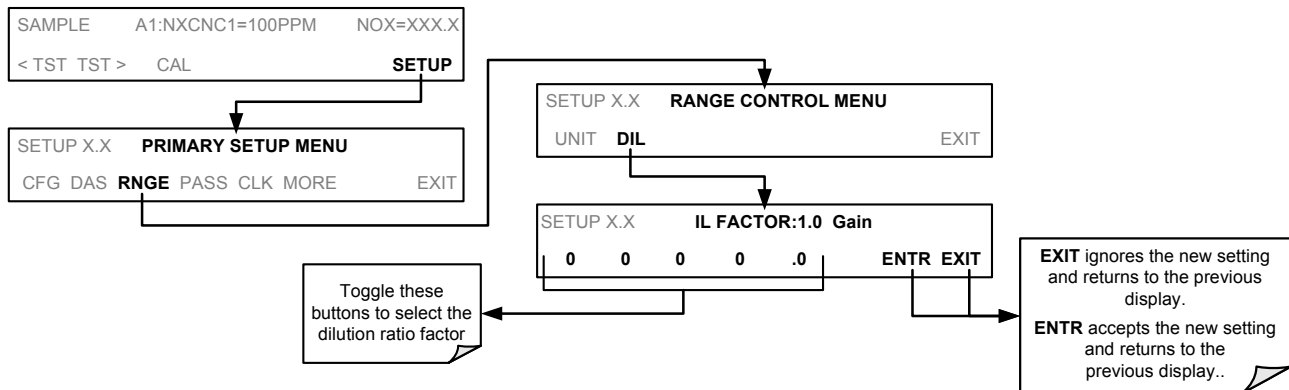 SAMPLE A1:NXCNC1=100PPM NOX=XXX.X
< TST TST > CAL SETUP
SETUP X.X PRIMARY SETUP MENU
CFG DAS RNGE PASS CLK MORE EXIT
SETUP X.X RANGE CONTROL MENU
UNIT DIL EXIT
SETUP X.X IL FACTOR:1.0 Gain
0 0 0 0 .0 ENTR EXIT
Toggle these
buttons to select the
dilution ratio factor
EXIT ignores the new setting
and returns to the previous
display.
ENTR accepts the new setting
and returns to the
previous display..